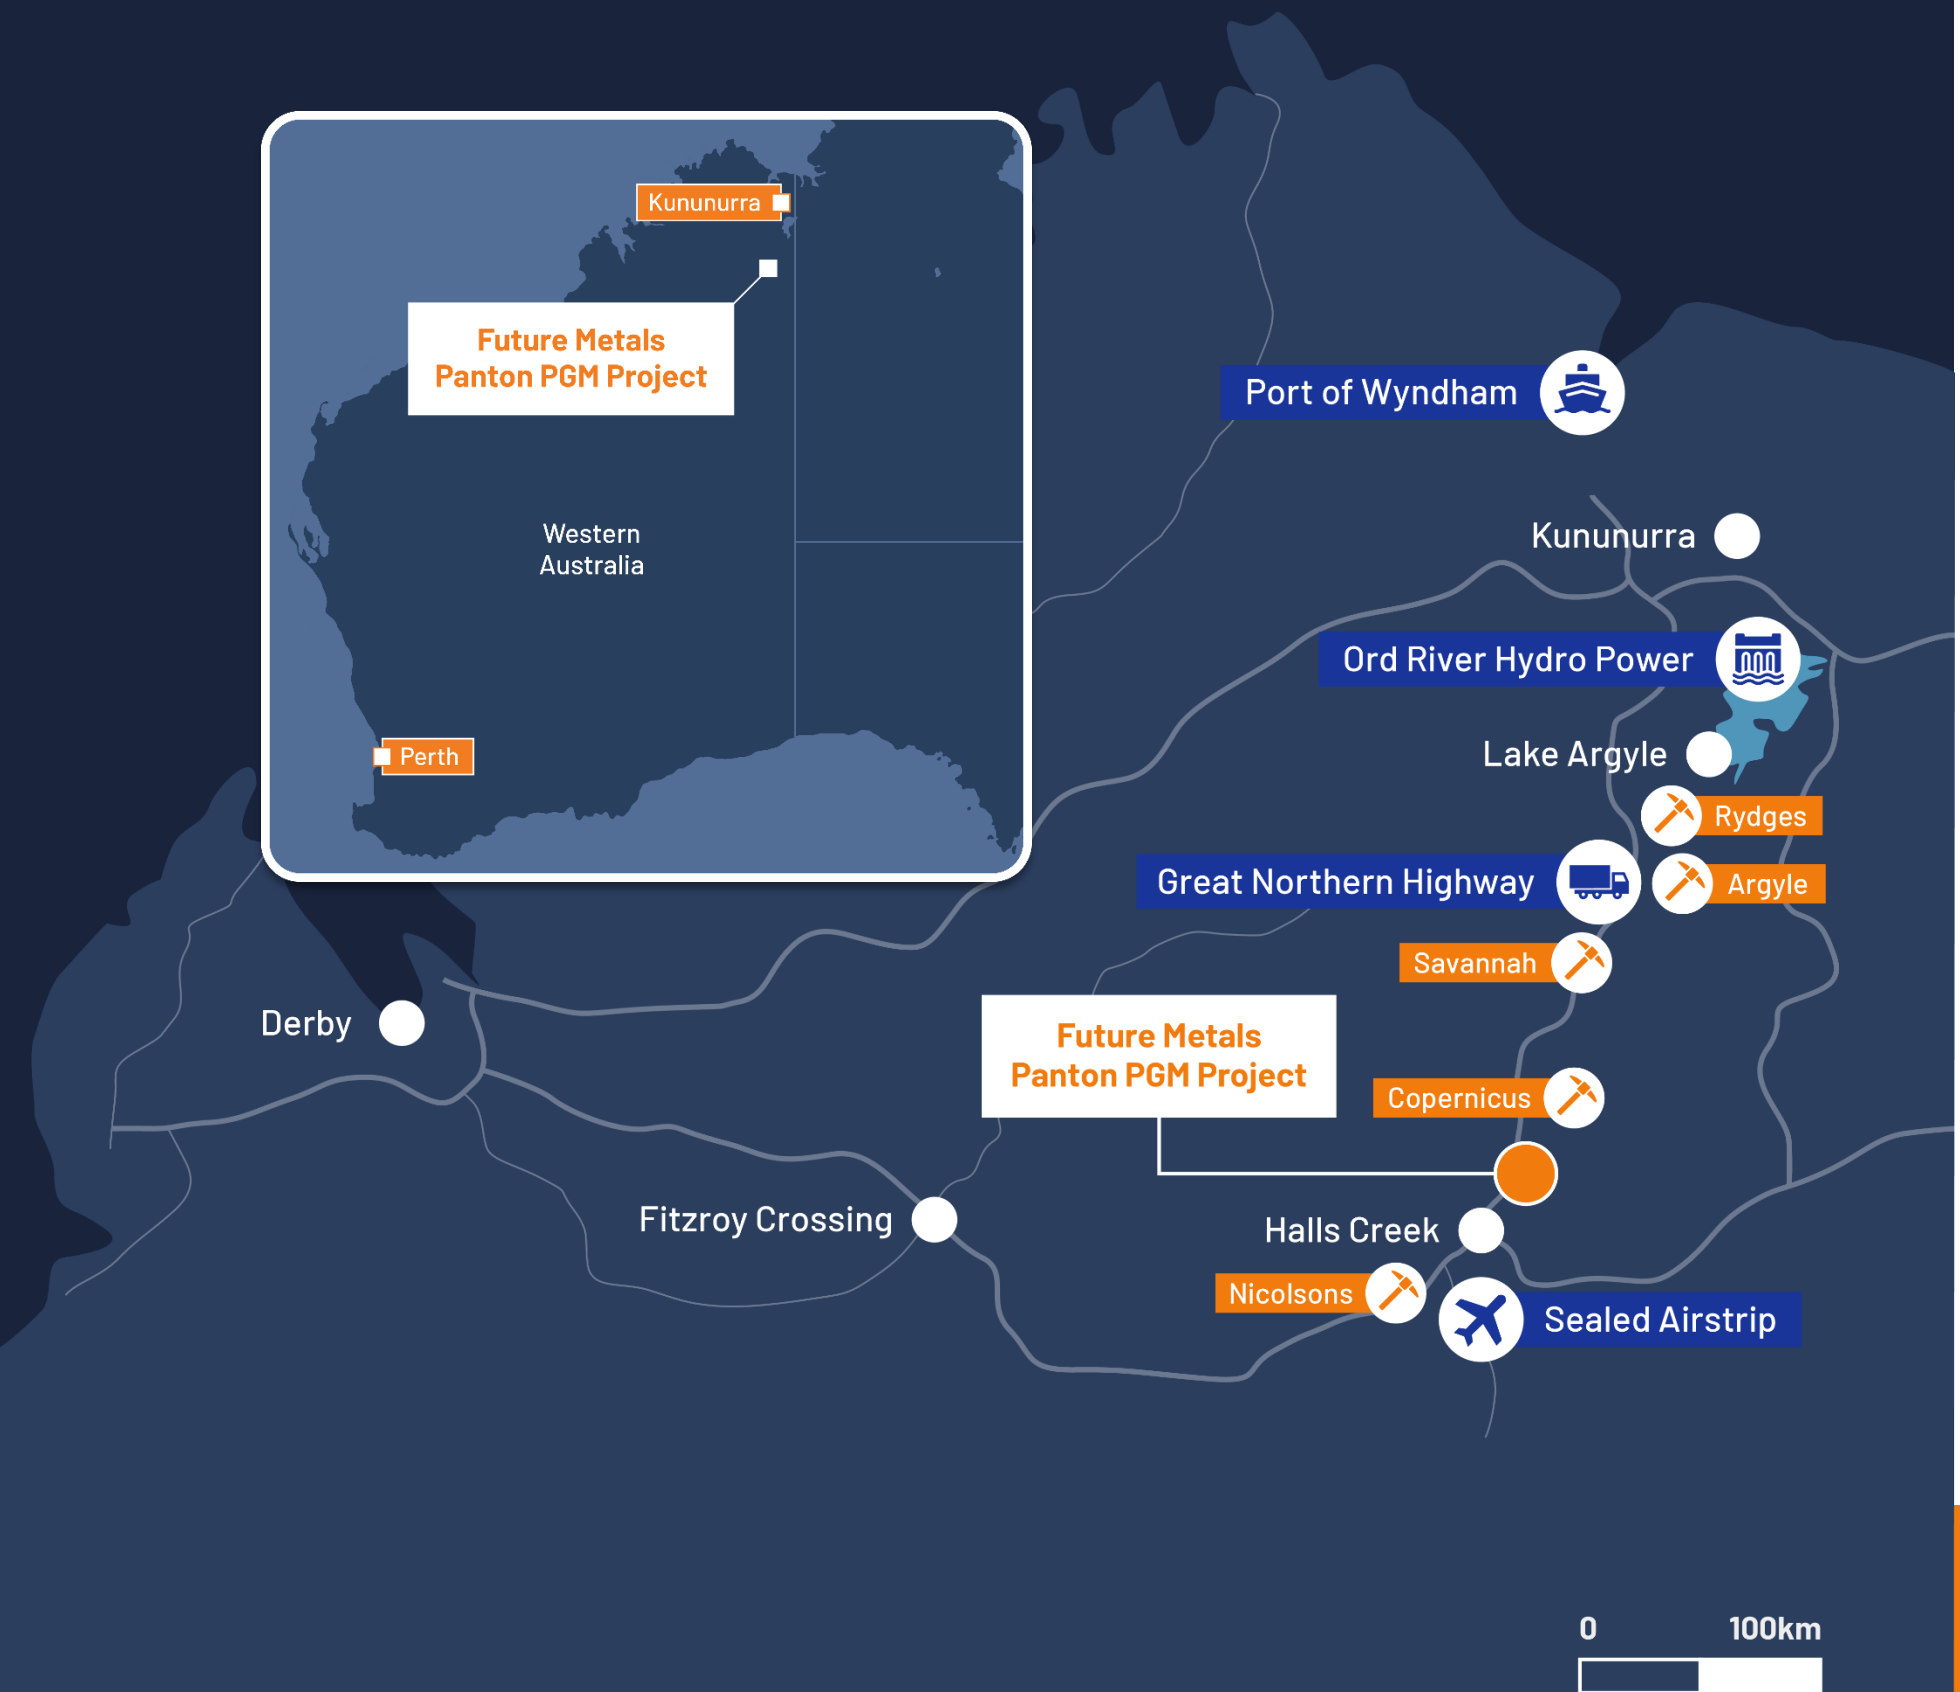 Kununurra
Future Metals
Panton PGM Project
Western
Australia
Perth
Port of Wyndham
Kununurra
Ord River Hydro Power
Lake Argyle
Rydges
Great Northern Highway
Argyle
Savannah
Derby
Future Metals
Panton PGM Project
Copernicus
Fitzroy Crossing
Halls Creek
Nicolsons
Sealed Airstrip
0 100km